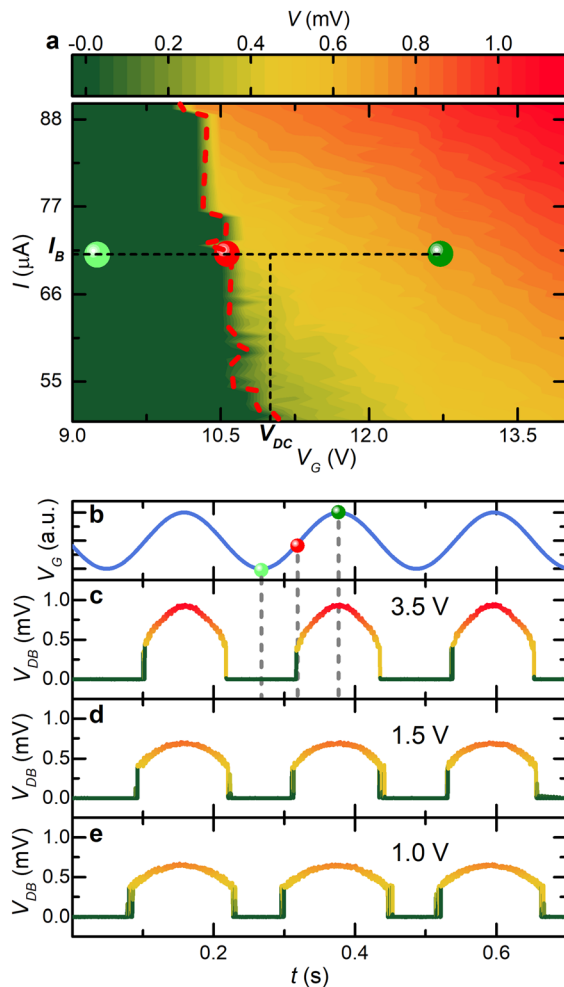 V (mV)
a
-0.0 0.2 0.4 0.6 0.8 1.0
88
77
I_B
66
55
I (μA)
9.0 10.5 V_DC 12.0 13.5
V_G (V)
b
V_G (a.u.)
c
3.5 V
1.0
0.5
0.0
V_DB (mV)
d
1.5 V
1.0
0.5
0.0
V_DB (mV)
e
1.0 V
1.0
0.5
0.0
V_DB (mV)
0.2 0.4 0.6
t (s)